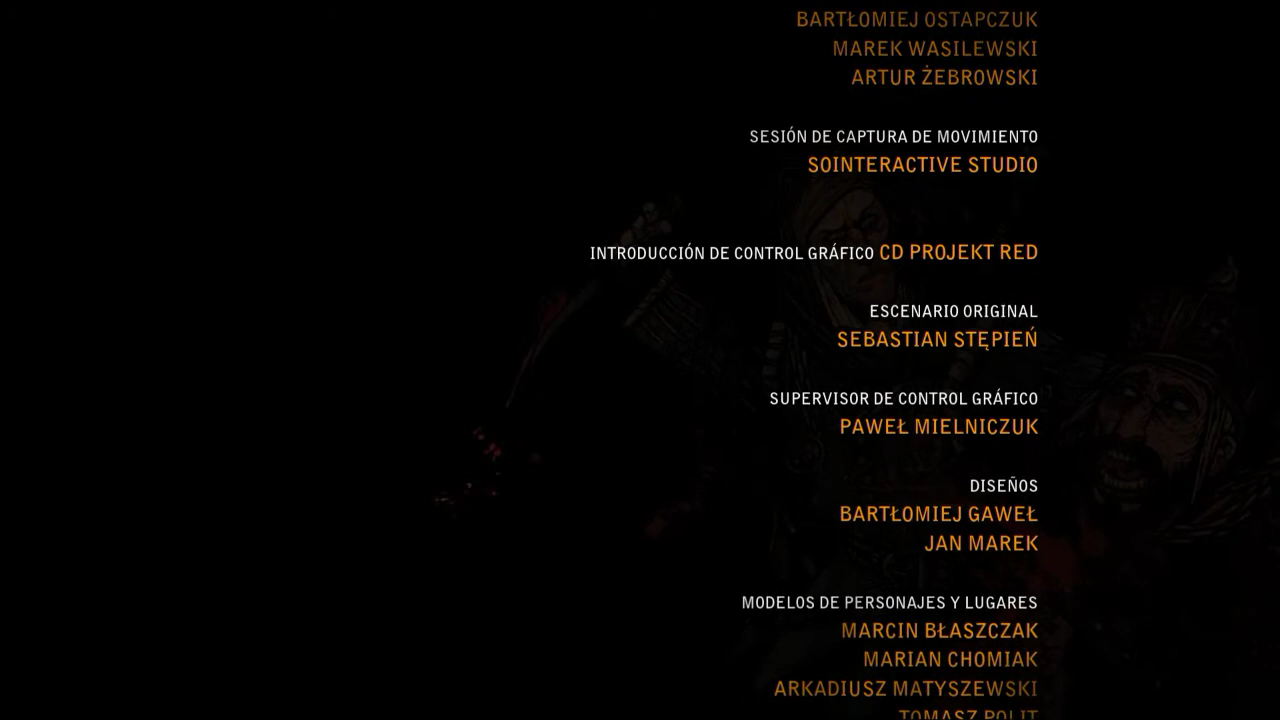 BARTŁOMIEJ OSTAPCZUK
MAREK WASILEWSKI
ARTUR ŻEBROWSKI
SESIÓN DE CAPTURA DE MOVIMIENTO
SOINTERACTIVE STUDIO
INTRODUCCIÓN DE CONTROL GRÁFICO CD PROJEKT RED
ESCENARIO ORIGINAL
SEBASTIAN STĘPIEŃ
SUPERVISOR DE CONTROL GRÁFICO
PAWEŁ MIELNICZUK
DISEÑOS
BARTŁOMIEJ GAWEŁ
JAN MAREK
MODELOS DE PERSONAJES Y LUGARES
MARCIN BŁASZCZAK
MARIAN CHOMIAK
ARKADIUSZ MATYSZEWSKI
TOMASZ POLIT